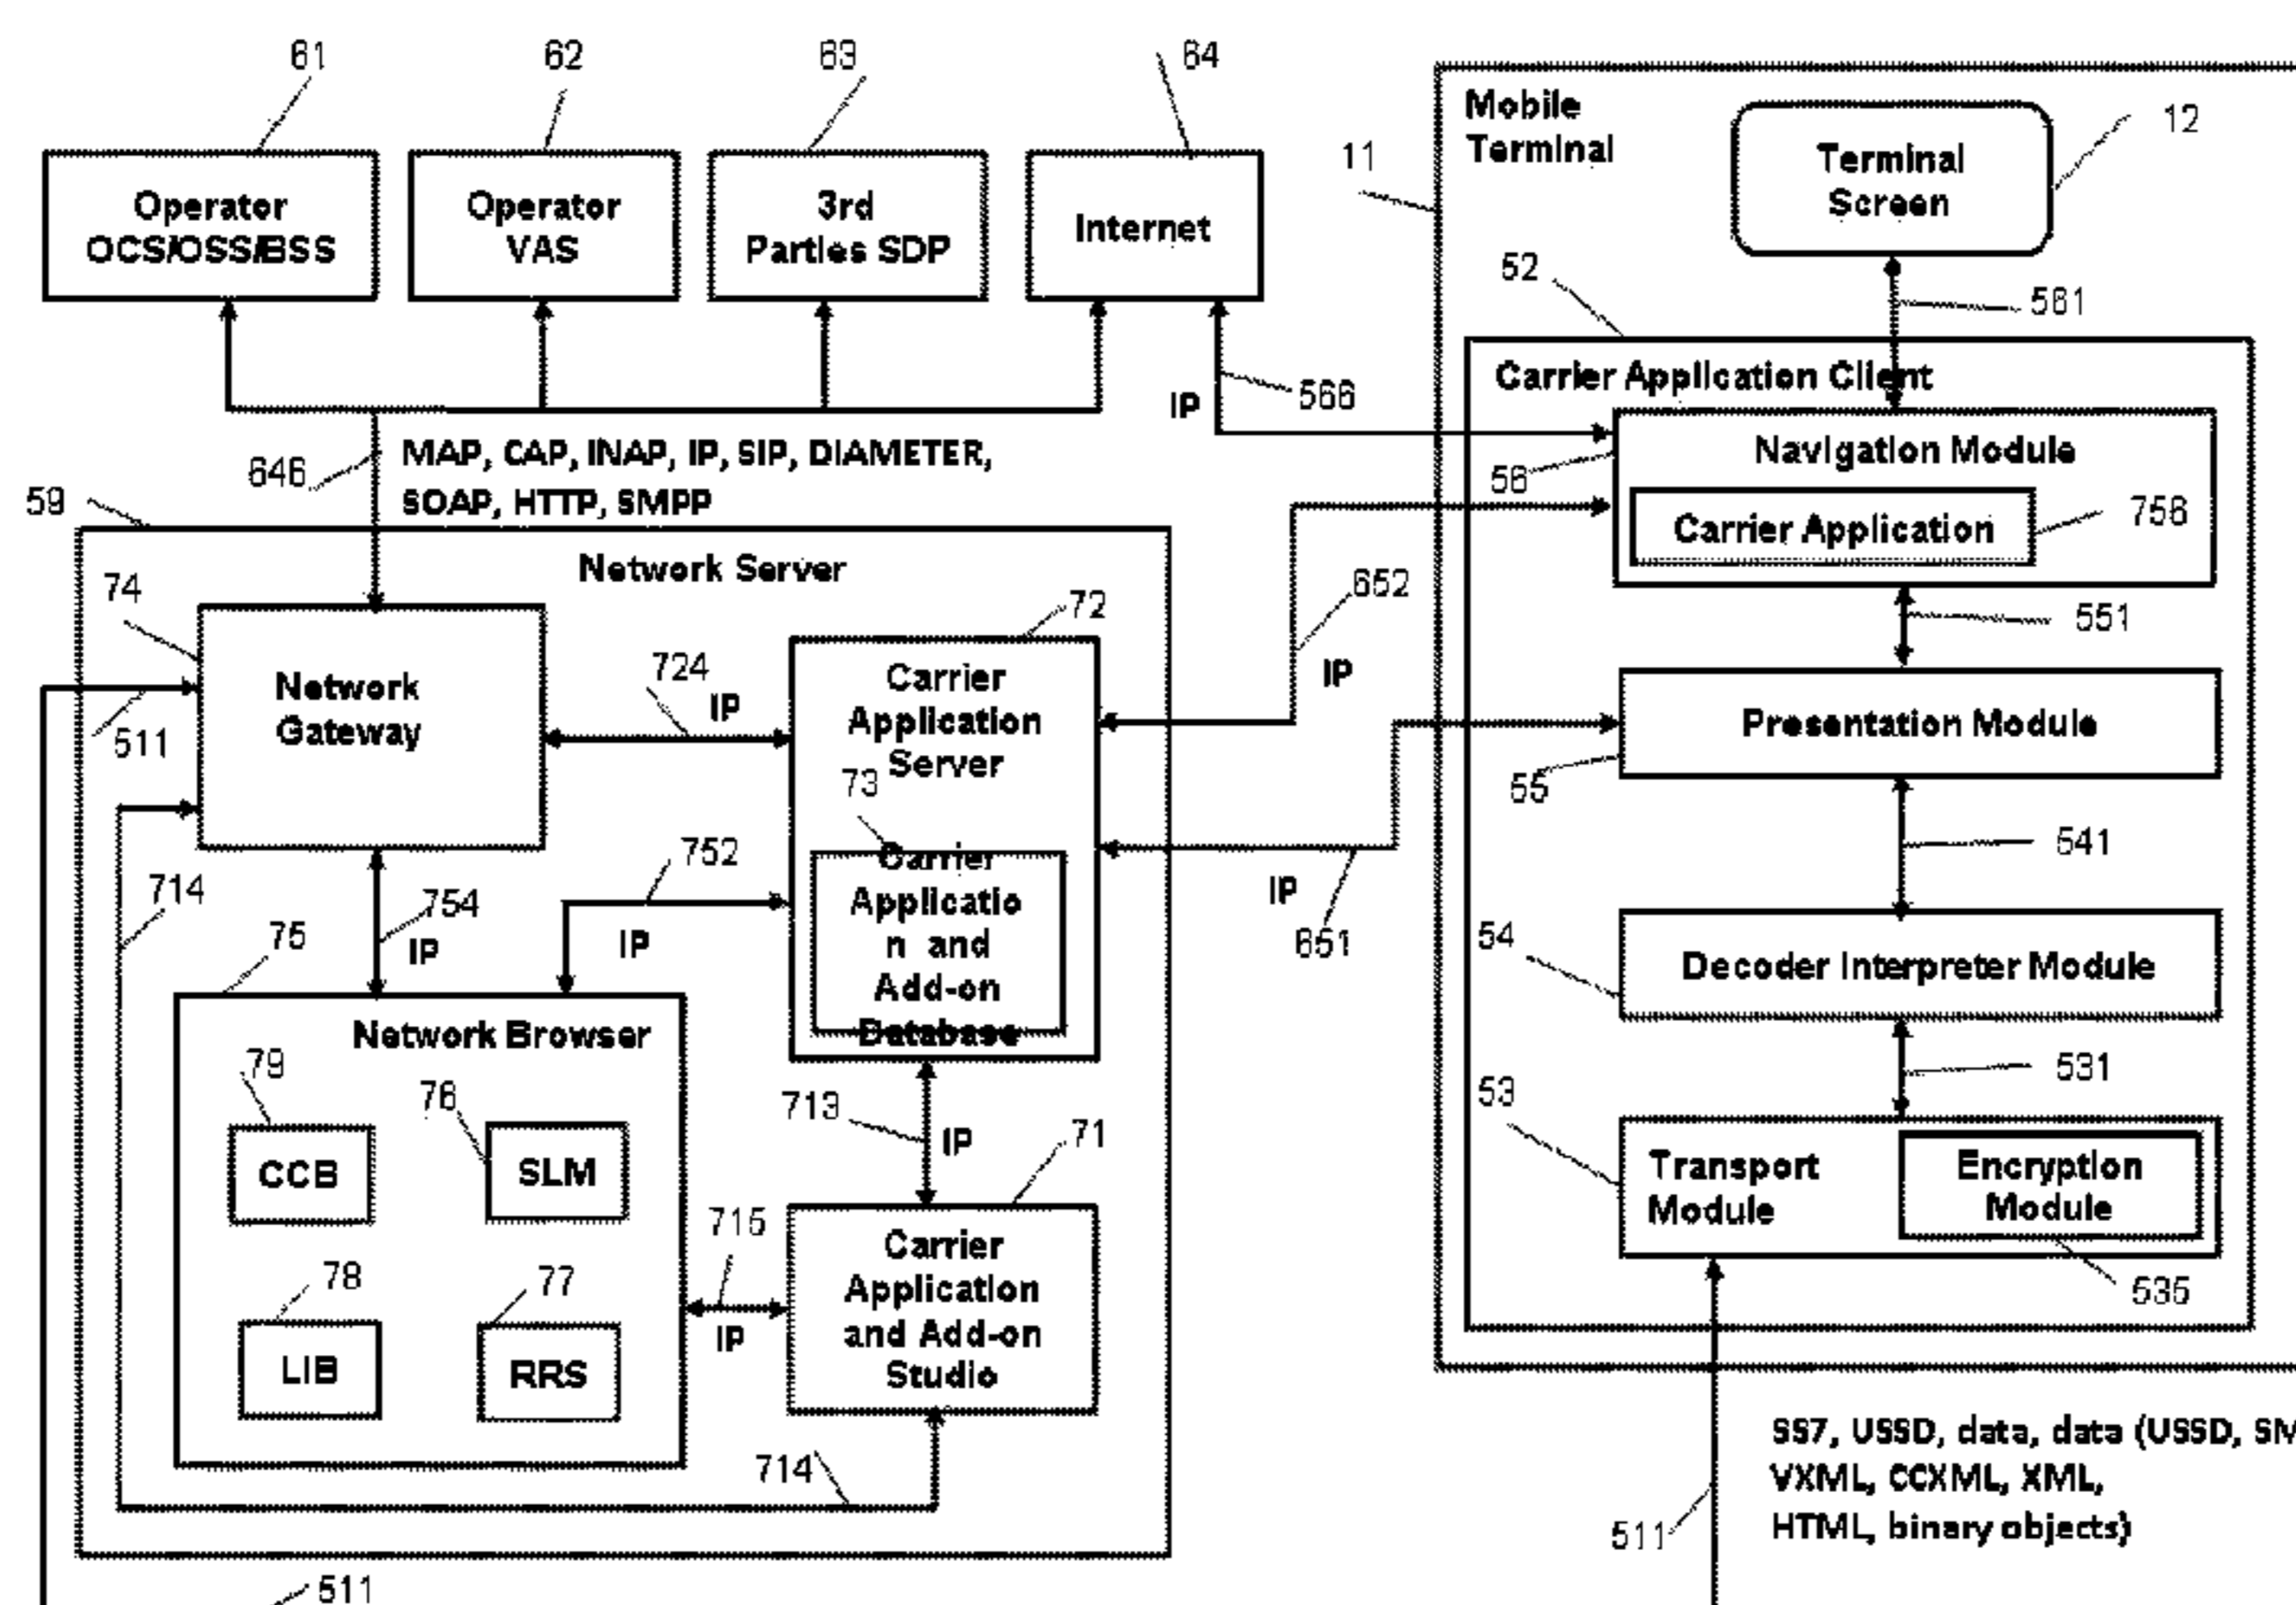 61
62
63
64
Operator
OCS/OSS/BSS
Operator
VAS
3rd
Parties SDP
Internet
11
Mobile
Terminal
Terminal
Screen
12
52
561
Carrier Application Client
IP
566
646
MAP, CAP, INAP, IP, SIP, DIAMETER,
SOAP, HTTP, SMPP
56
Navigation Module
Carrier Application
756
59
Network Server
74
72
652
551
Network
Gateway
511
724
IP
Carrier
Application
Server
IP
Presentation Module
55
73
714
752
754
IP
IP
Carrier
Applicatio
n and
Add-on
Database
IP
651
541
54
Decoder Interpreter Module
75
Network Browser
79
76
CCB
SLM
713
IP
71
531
53
Transport
Module
Encryption
Module
535
78
77
LIB
RRS
715
IP
Carrier
Application
and Add-on
Studio
714
SS7, USSD, data, data (USSD, SM
VXML, CCXML, XML,
HTML, binary objects)
511
511